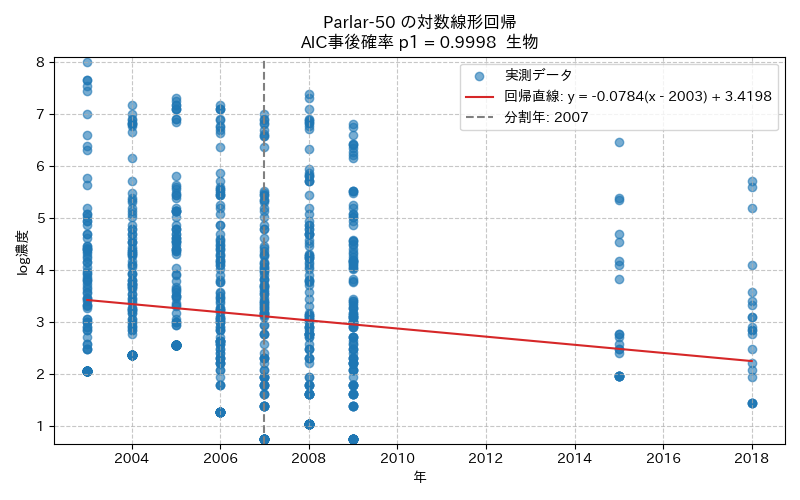 Parlar-50 の対数線形回帰
AIC事後確率 p1 = 0.9998  生物
実測データ
回帰直線: y = -0.0784(x - 2003) + 3.4198
分割年: 2007
log濃度
8
7
6
5
4
3
2
1
2004
2006
2008
2010
2012
2014
2016
2018
年